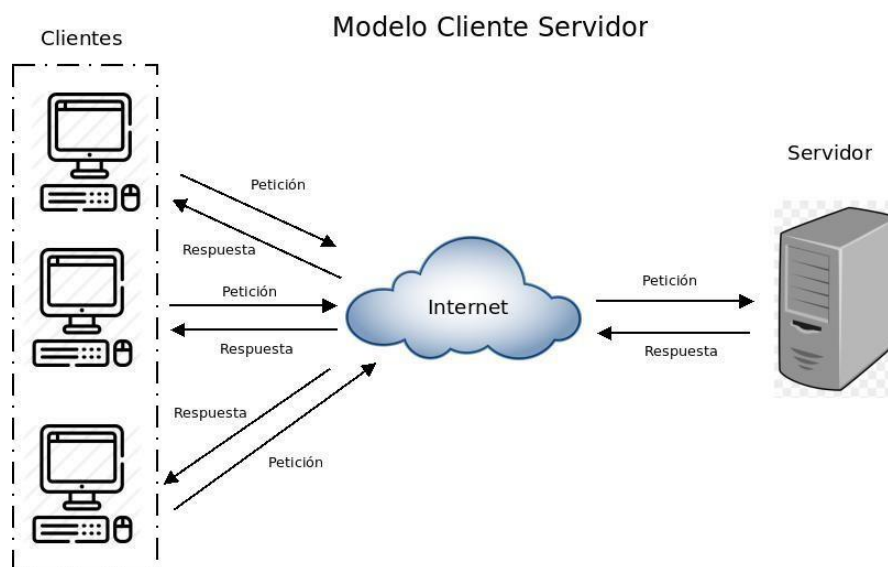 Modelo Cliente Servidor
Clientes
Servidor
Petición
Respuesta
Petición
Respuesta
Respuesta
Petición
Internet
Petición
Respuesta